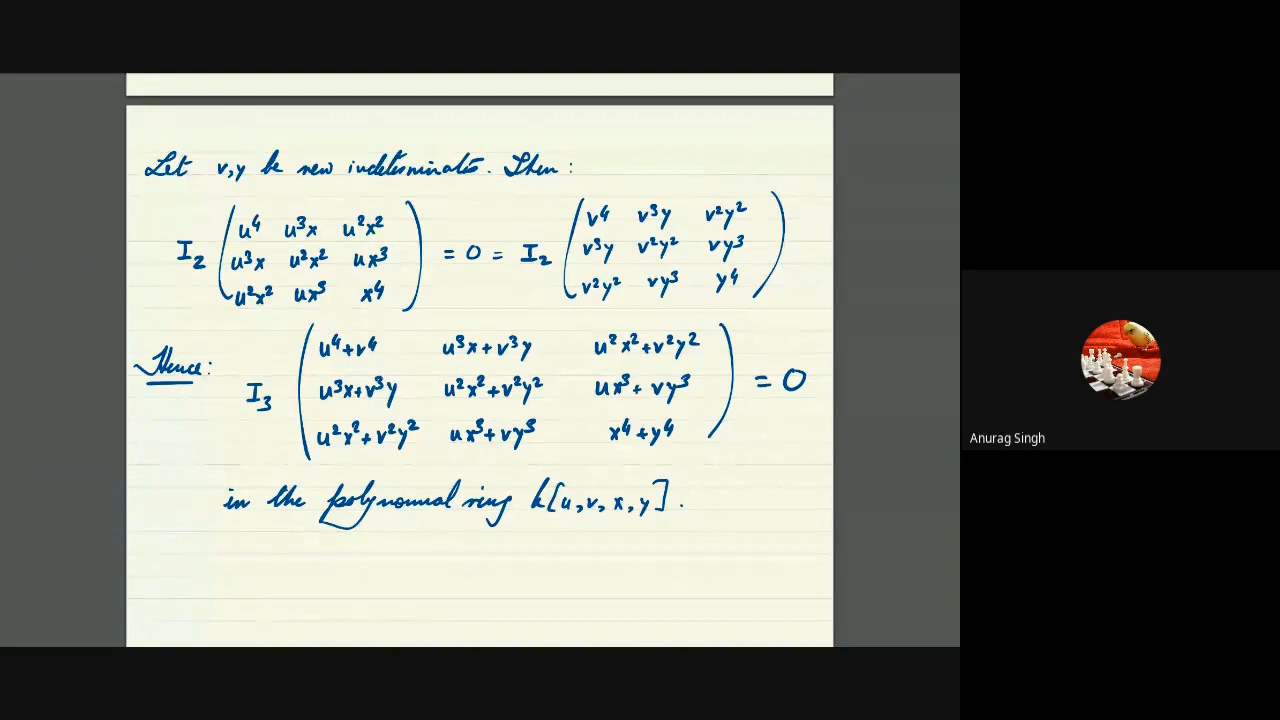 Let v,y be new indeterminates. Then:
I₂ ( u⁴ u³x u²x² ) = 0 = I₂ ( v⁴ v³y v²y² )
( u³x u²x² ux³ ) ( v³y v²y² vy³ )
( u²x² ux³ x⁴ ) ( v²y² vy³ y⁴ )
Hence: I₃ ( u⁴+v⁴ u³x+v³y u²x²+v²y² ) = 0
( u³x+v³y u²x²+v²y² ux³+vy³ )
( u²x²+v²y² ux³+vy³ x⁴+y⁴ )
in the polynomial ring k[u,v,x,y].
Anurag Singh